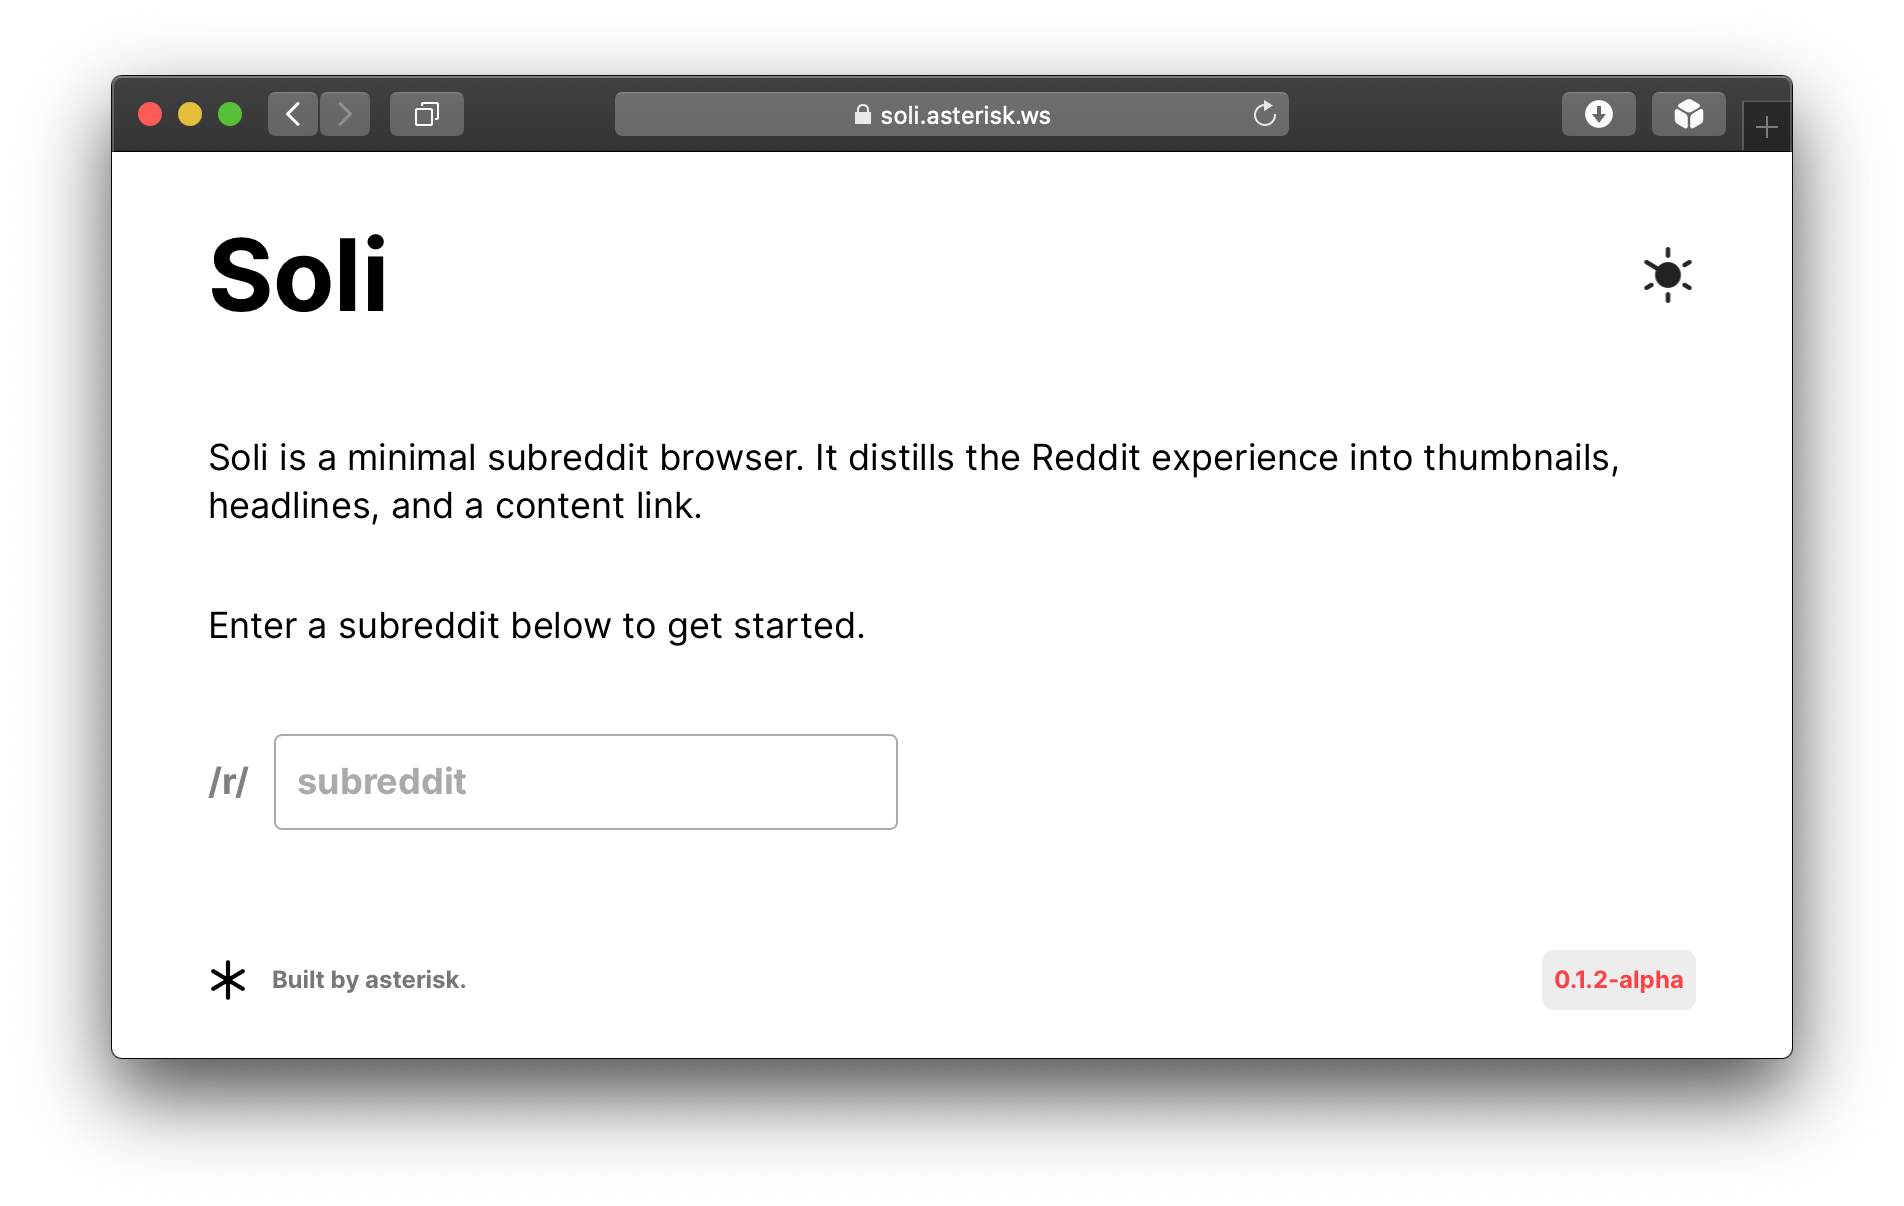 soli.asterisk.ws
Soli
Soli is a minimal subreddit browser. It distills the Reddit experience into thumbnails,
headlines, and a content link.
Enter a subreddit below to get started.
/r/ subreddit
Built by asterisk.
0.1.2-alpha